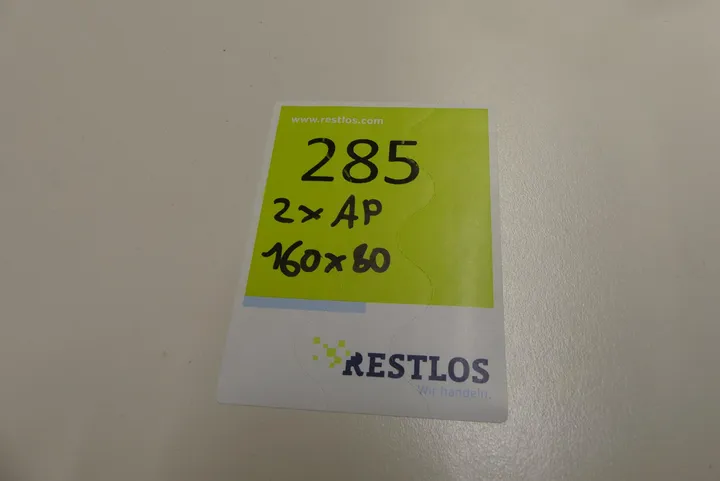 www.restlos.com
285
2x AP
160x80
RESTLOS
Wir handeln.